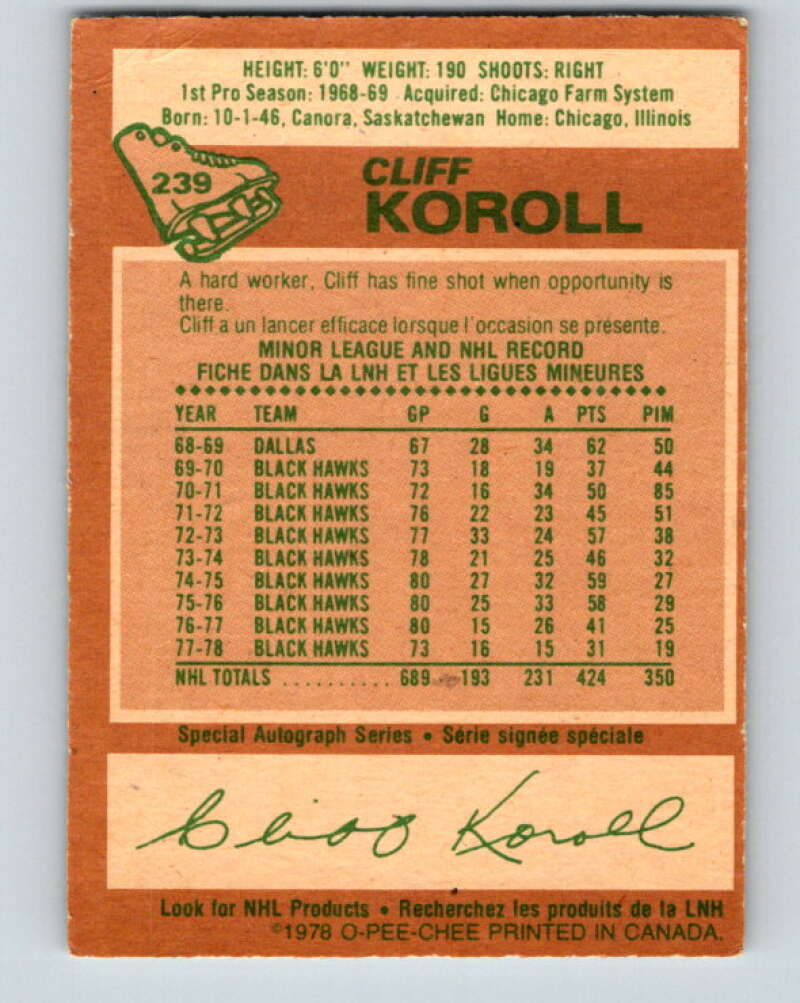 HEIGHT: 6'0" WEIGHT: 190 SHOOTS: RIGHT
1st Pro Season: 1968-69 Acquired: Chicago Farm System
Born: 10-1-46, Canora, Saskatchewan Home: Chicago, Illinois
239
CLIFF
KOROLL
A hard worker, Cliff has fine shot when opportunity is
there.
Cliff a un lancer efficace lorsque l'occasion se présente.
MINOR LEAGUE AND NHL RECORD
FICHE DANS LA LNH ET LES LIGUES MINEURES
YEAR TEAM GP G A PTS PIM
68-69 DALLAS 67 28 34 62 50
69-70 BLACK HAWKS 73 18 19 37 44
70-71 BLACK HAWKS 72 16 34 50 85
71-72 BLACK HAWKS 76 22 23 45 51
72-73 BLACK HAWKS 77 33 24 57 38
73-74 BLACK HAWKS 78 21 25 46 32
74-75 BLACK HAWKS 80 27 32 59 27
75-76 BLACK HAWKS 80 25 33 58 29
76-77 BLACK HAWKS 80 15 26 41 25
77-78 BLACK HAWKS 73 16 15 31 19
NHL TOTALS .......... 689 193 231 424 350
Special Autograph Series • Série signée spéciale
Cliff Koroll
Look for NHL Products • Recherchez les produits de la LNH
©1978 O-PEE-CHEE PRINTED IN CANADA.